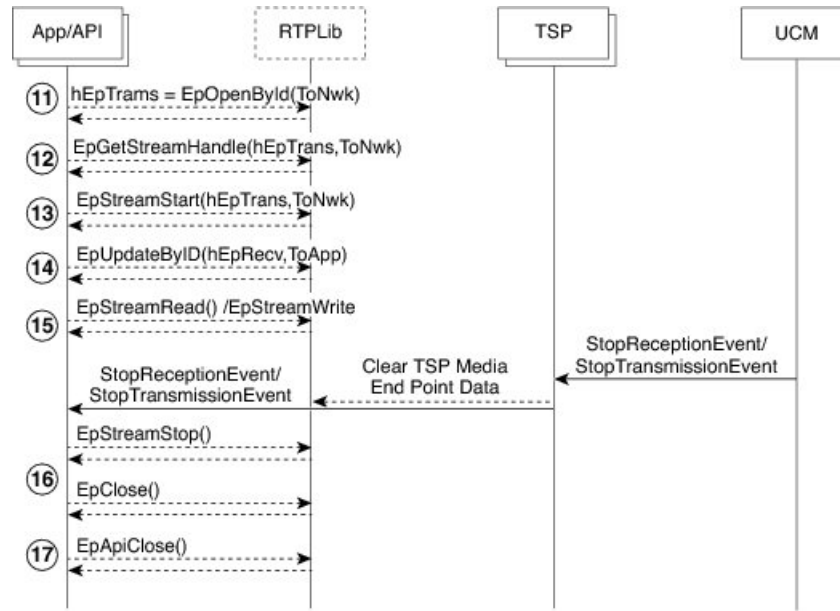 App/API
RTPLib
TSP
UCM
11
hEpTrams = EpOpenById(ToNwk)
12
EpGetStreamHandle(hEpTrans,ToNwk)
13
EpStreamStart(hEpTrans,ToNwk)
14
EpUpdateByID(hEpRecv,ToApp)
15
EpStreamRead() /EpStreamWrite
StopReceptionEvent/
StopTransmissionEvent
Clear TSP Media
End Point Data
StopReceptionEvent/
StopTransmissionEvent
EpStreamStop()
16
EpClose()
17
EpApiClose()